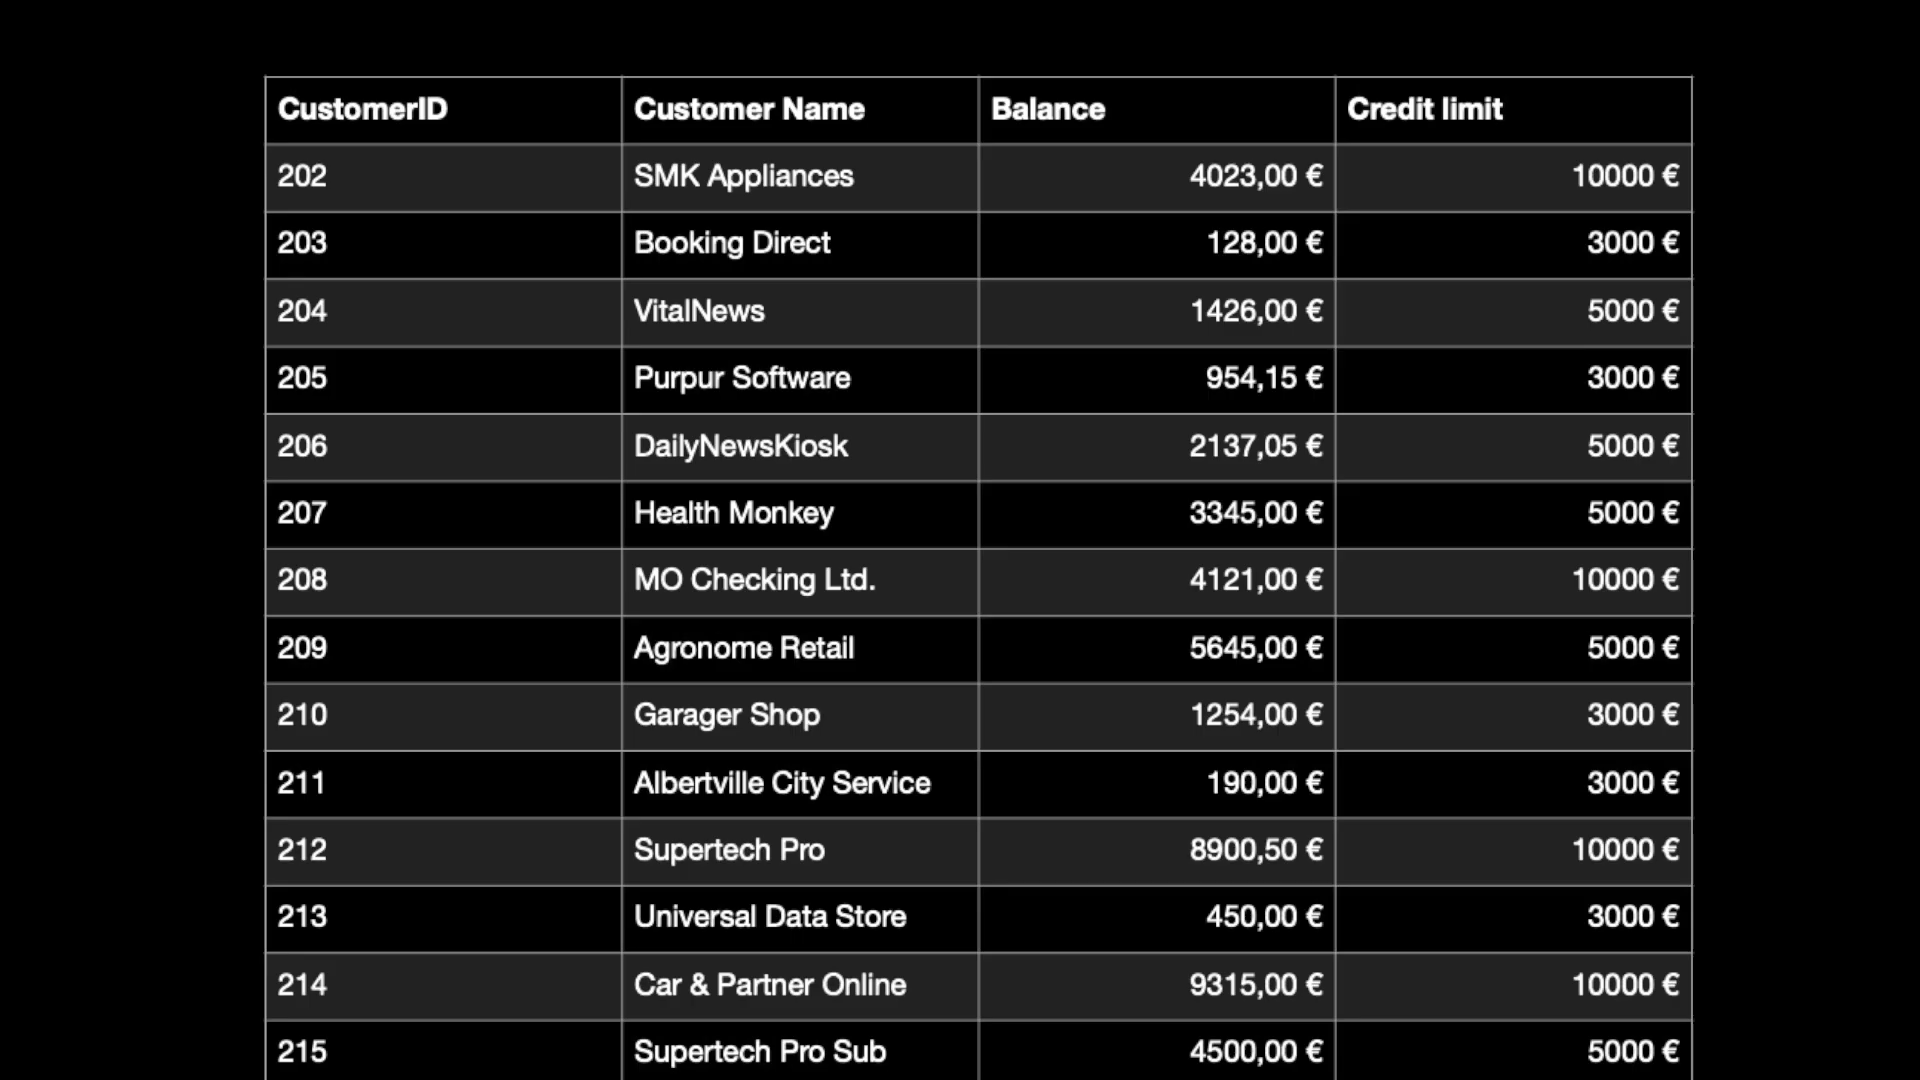 CustomerID Customer Name Balance Credit limit
202 SMK Appliances 4023,00 € 10000 €
203 Booking Direct 128,00 € 3000 €
204 VitalNews 1426,00 € 5000 €
205 Purpur Software 954,15 € 3000 €
206 DailyNewsKiosk 2137,05 € 5000 €
207 Health Monkey 3345,00 € 5000 €
208 MO Checking Ltd. 4121,00 € 10000 €
209 Agronome Retail 5645,00 € 5000 €
210 Garager Shop 1254,00 € 3000 €
211 Albertville City Service 190,00 € 3000 €
212 Supertech Pro 8900,50 € 10000 €
213 Universal Data Store 450,00 € 3000 €
214 Car & Partner Online 9315,00 € 10000 €
215 Supertech Pro Sub 4500,00 € 5000 €